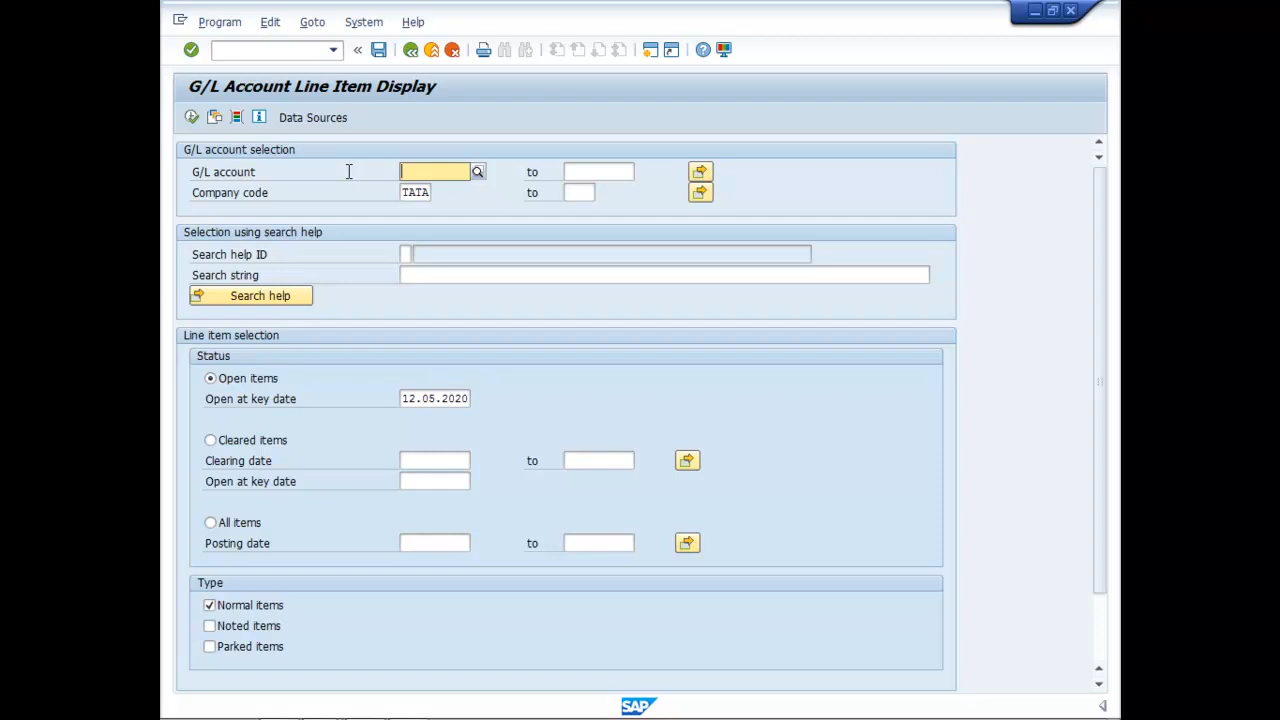 Program Edit Goto System Help
G/L Account Line Item Display
Data Sources
G/L account selection
G/L account to
Company code TATA to
Selection using search help
Search help ID
Search string
Search help
Line item selection
Status
Open items
Open at key date 12.05.2020
Cleared items
Clearing date to
Open at key date
All items
Posting date to
Type
Normal items
Noted items
Parked items
SAP